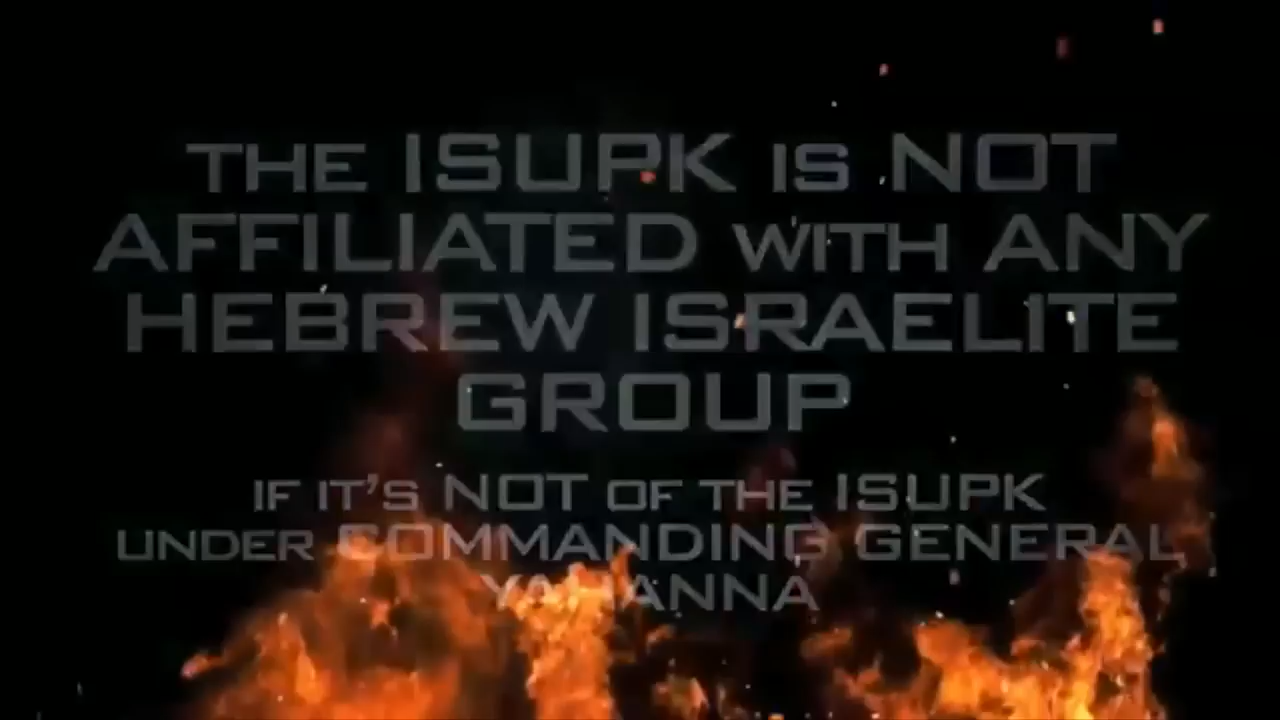 THE ISUPK IS NOT
AFFILIATED WITH ANY
HEBREW ISRAELITE
GROUP
IF IT'S NOT OF THE ISUPK
UNDER COMMANDING GENERAL
YAHANNA